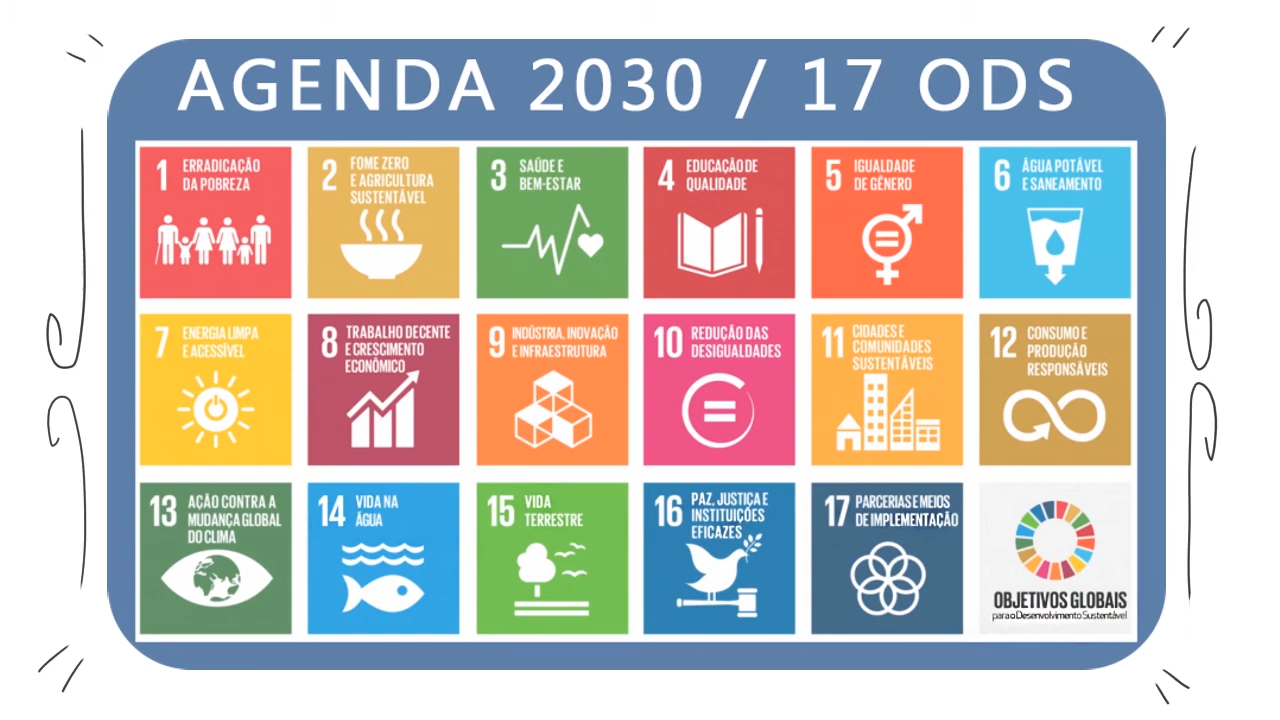 AGENDA 2030 / 17 ODS
1 ERRADICAÇÃO
DA POBREZA
2 FOME ZERO
E AGRICULTURA
SUSTENTÁVEL
3 SAÚDE E
BEM-ESTAR
4 EDUCAÇÃO DE
QUALIDADE
5 IGUALDADE
DE GÊNERO
6 ÁGUA POTÁVEL
E SANEAMENTO
7 ENERGIA LIMPA
E ACESSÍVEL
8 TRABALHO DECENTE
E CRESCIMENTO
ECONÔMICO
9 INDÚSTRIA, INOVAÇÃO
E INFRAESTRUTURA
10 REDUÇÃO DAS
DESIGUALDADES
11 CIDADES E
COMUNIDADES
SUSTENTÁVEIS
12 CONSUMO E
PRODUÇÃO
RESPONSÁVEIS
13 AÇÃO CONTRA A
MUDANÇA GLOBAL
DO CLIMA
14 VIDA NA
ÁGUA
15 VIDA
TERRESTRE
16 PAZ, JUSTIÇA E
INSTITUIÇÕES
EFICAZES
17 PARCERIAS E MEIOS
DE IMPLEMENTAÇÃO
OBJETIVOS GLOBAIS
para o Desenvolvimento Sustentável